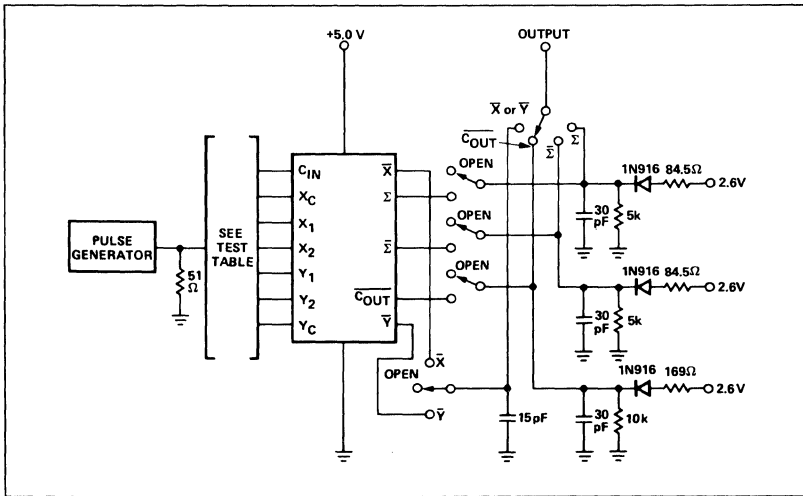 +5.0 V
OUTPUT
X̅ or Y̅
C̅O̅U̅T̅
Σ̅
Σ
PULSE
GENERATOR
51
Ω
SEE
TEST
TABLE
CIN
XC
X1
X2
Y1
Y2
YC
X̅
Σ
Σ̅
C̅O̅U̅T̅
Y̅
OPEN
OPEN
OPEN
OPEN
X̅
Y̅
15pF
1N916 84.5Ω
2.6V
30
pF
5k
1N916 84.5Ω
2.6V
30
pF
5k
1N916 169Ω
2.6V
30
pF
10k